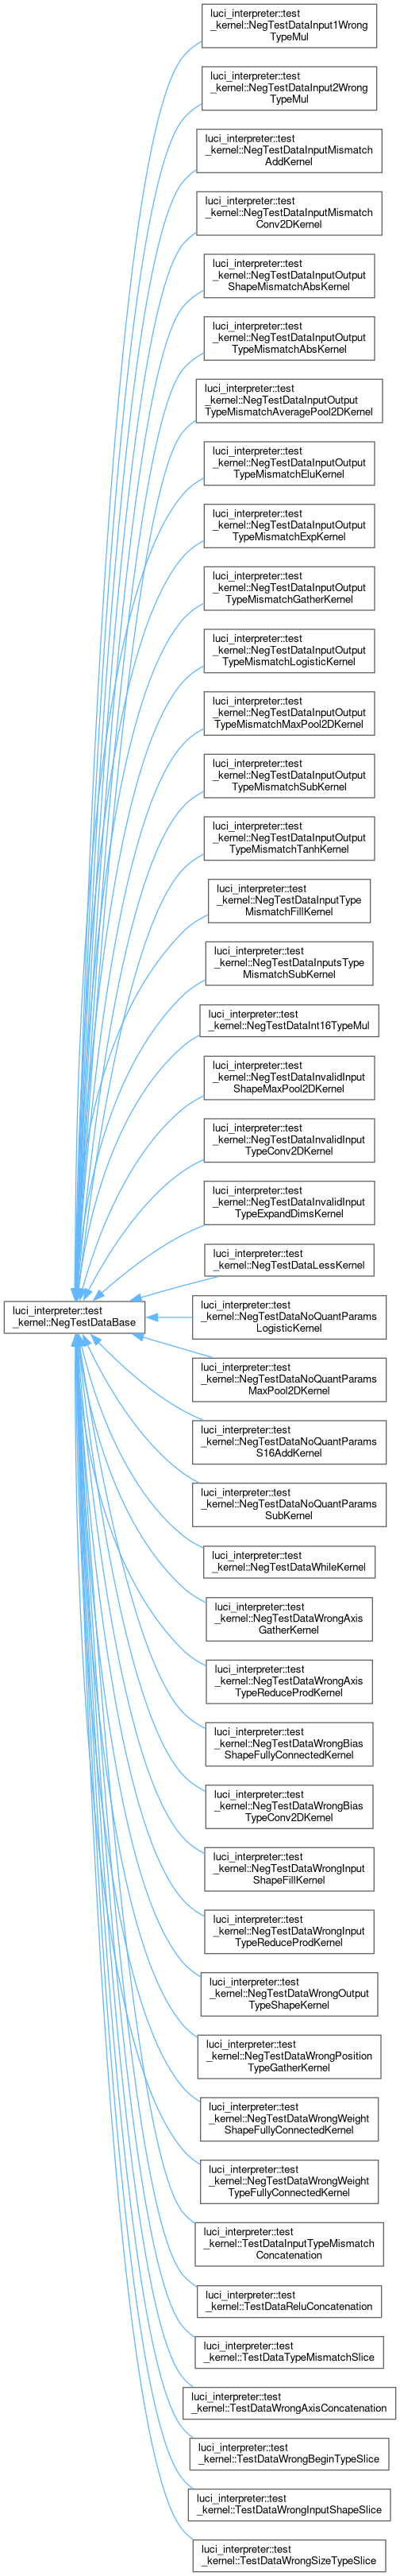 luci_interpreter::test
_kernel::NegTestDataInput1Wrong
TypeMul
luci_interpreter::test
_kernel::NegTestDataInput2Wrong
TypeMul
luci_interpreter::test
_kernel::NegTestDataInputMismatch
AddKernel
luci_interpreter::test
_kernel::NegTestDataInputMismatch
Conv2DKernel
luci_interpreter::test
_kernel::NegTestDataInputOutput
ShapeMismatchAbsKernel
luci_interpreter::test
_kernel::NegTestDataInputOutput
TypeMismatchAbsKernel
luci_interpreter::test
_kernel::NegTestDataInputOutput
TypeMismatchAveragePool2DKernel
luci_interpreter::test
_kernel::NegTestDataInputOutput
TypeMismatchEluKernel
luci_interpreter::test
_kernel::NegTestDataInputOutput
TypeMismatchExpKernel
luci_interpreter::test
_kernel::NegTestDataInputOutput
TypeMismatchGatherKernel
luci_interpreter::test
_kernel::NegTestDataInputOutput
TypeMismatchLogisticKernel
luci_interpreter::test
_kernel::NegTestDataInputOutput
TypeMismatchMaxPool2DKernel
luci_interpreter::test
_kernel::NegTestDataInputOutput
TypeMismatchSubKernel
luci_interpreter::test
_kernel::NegTestDataInputOutput
TypeMismatchTanhKernel
luci_interpreter::test
_kernel::NegTestDataInputType
MismatchFillKernel
luci_interpreter::test
_kernel::NegTestDataInputsType
MismatchSubKernel
luci_interpreter::test
_kernel::NegTestDataInt16TypeMul
luci_interpreter::test
_kernel::NegTestDataInvalidInput
ShapeMaxPool2DKernel
luci_interpreter::test
_kernel::NegTestDataInvalidInput
TypeConv2DKernel
luci_interpreter::test
_kernel::NegTestDataInvalidInput
TypeExpandDimsKernel
luci_interpreter::test
_kernel::NegTestDataLessKernel
luci_interpreter::test
_kernel::NegTestDataBase
luci_interpreter::test
_kernel::NegTestDataNoQuantParams
LogisticKernel
luci_interpreter::test
_kernel::NegTestDataNoQuantParams
MaxPool2DKernel
luci_interpreter::test
_kernel::NegTestDataNoQuantParams
S16AddKernel
luci_interpreter::test
_kernel::NegTestDataNoQuantParams
SubKernel
luci_interpreter::test
_kernel::NegTestDataWhileKernel
luci_interpreter::test
_kernel::NegTestDataWrongAxis
GatherKernel
luci_interpreter::test
_kernel::NegTestDataWrongAxis
TypeReduceProdKernel
luci_interpreter::test
_kernel::NegTestDataWrongBias
ShapeFullyConnectedKernel
luci_interpreter::test
_kernel::NegTestDataWrongBias
TypeConv2DKernel
luci_interpreter::test
_kernel::NegTestDataWrongInput
ShapeFillKernel
luci_interpreter::test
_kernel::NegTestDataWrongInput
TypeReduceProdKernel
luci_interpreter::test
_kernel::NegTestDataWrongOutput
TypeShapeKernel
luci_interpreter::test
_kernel::NegTestDataWrongPosition
TypeGatherKernel
luci_interpreter::test
_kernel::NegTestDataWrongWeight
ShapeFullyConnectedKernel
luci_interpreter::test
_kernel::NegTestDataWrongWeight
TypeFullyConnectedKernel
luci_interpreter::test
_kernel::TestDataInputTypeMismatch
Concatenation
luci_interpreter::test
_kernel::TestDataReluConcatenation
luci_interpreter::test
_kernel::TestDataTypeMismatchSlice
luci_interpreter::test
_kernel::TestDataWrongAxisConcatenation
luci_interpreter::test
_kernel::TestDataWrongBeginTypeSlice
luci_interpreter::test
_kernel::TestDataWrongInputShapeSlice
luci_interpreter::test
_kernel::TestDataWrongSizeTypeSlice